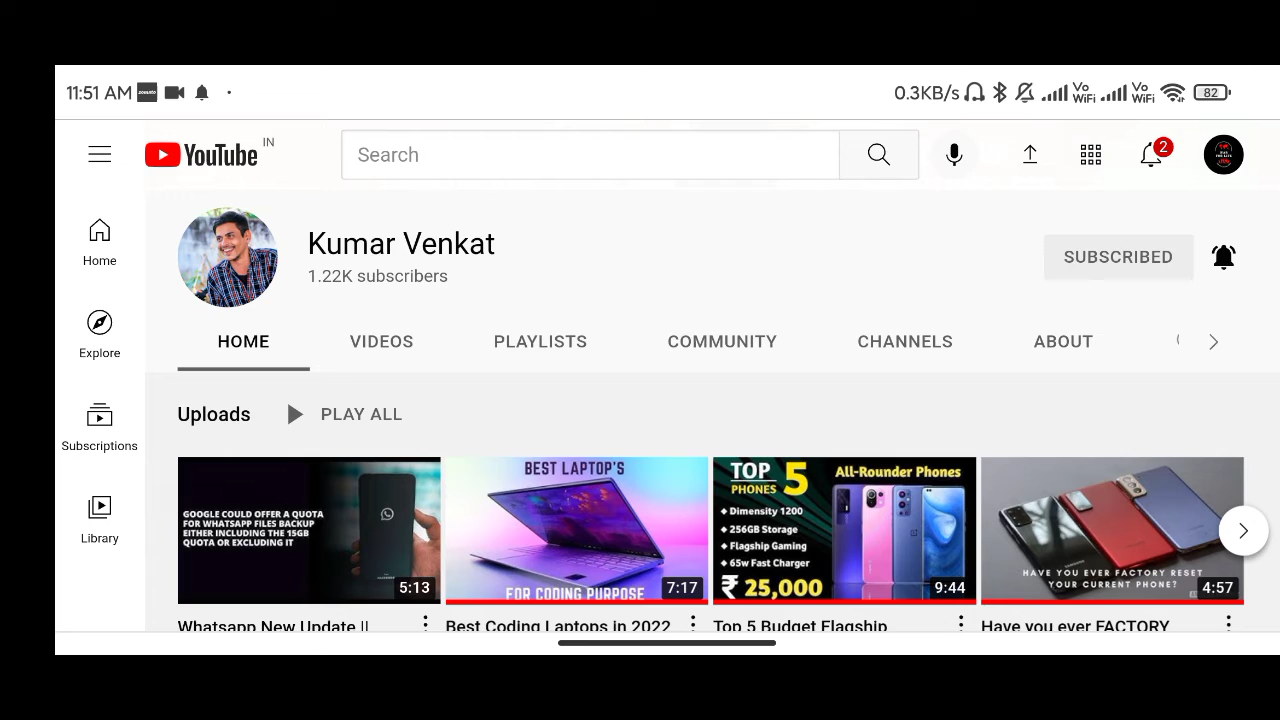 11:51 AM
0.3KB/s Vo WiFi Vo WiFi 82
YouTube IN
Search
2
Home
Explore
Subscriptions
Library
Kumar Venkat
1.22K subscribers
SUBSCRIBED
HOME VIDEOS PLAYLISTS COMMUNITY CHANNELS ABOUT
Uploads PLAY ALL
GOOGLE COULD OFFER A QUOTA
FOR WHATSAPP FILES BACKUP
EITHER INCLUDING THE 15GB
QUOTA OR EXCLUDING IT
5:13
Whatsapp New Update ||
BEST LAPTOP'S
FOR CODING PURPOSE
7:17
Best Coding Laptops in 2022
TOP 5 All-Rounder Phones
PHONES
Dimensity 1200
256GB Storage
Flagship Gaming
65w Fast Charger
₹ 25,000
9:44
Top 5 Budget Flagship
HAVE YOU EVER FACTORY RESET
YOUR CURRENT PHONE?
4:57
Have you ever FACTORY